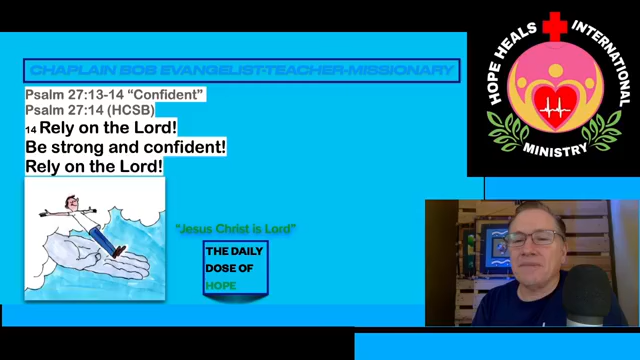 CHAPLAIN BOB EVANGELIST-TEACHER-MISSIONARY
Psalm 27:13-14 “Confident”
Psalm 27:14 (HCSB)
14 Rely on the Lord!
Be strong and confident!
Rely on the Lord!
“Jesus Christ is Lord”
THE DAILY
DOSE OF
HOPE
HOPE HEALS INTERNATIONAL
MINISTRY